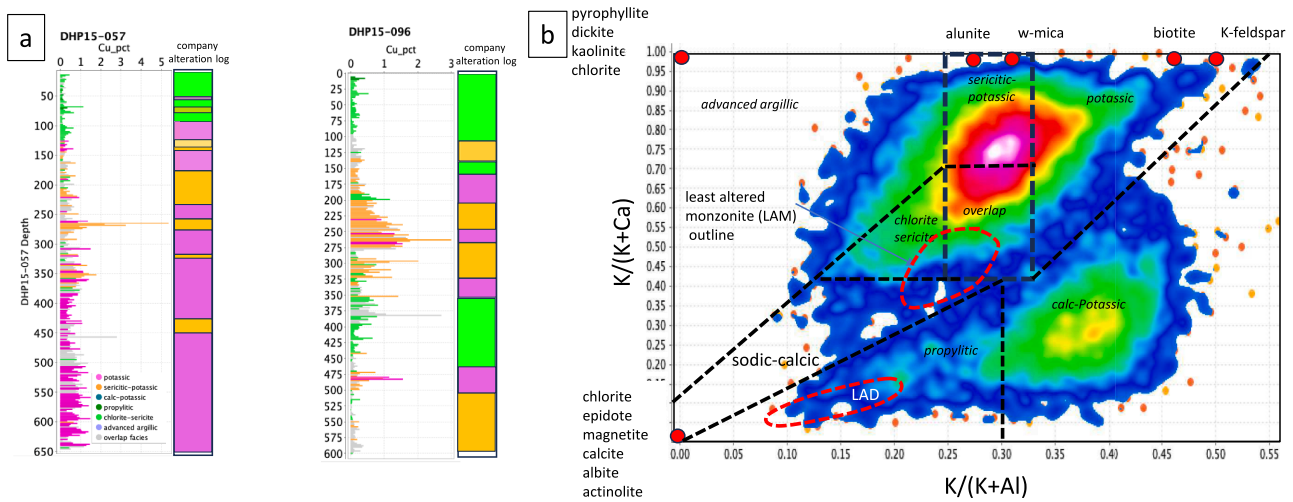 a
DHP15-057
Cu_pct
company
alteration log
0 1 2 3 4 5
50
100
150
200
250
300
350
400
450
500
550
600
650
DHP15-057 Depth
potassic
sericitic-potassic
calc-potassic
propylitic
chlorite-sericite
advanced argillic
overlap facies
DHP15-096
Cu_pct
company
alteration log
0 1 2 3
0
25
50
75
100
125
150
175
200
225
250
275
300
325
350
375
400
425
450
475
500
525
550
575
600
b
pyrophyllite
dickite
kaolinite
chlorite
alunite
w-mica
biotite
K-feldspar
1.00
0.95
0.90
0.85
0.80
0.75
0.70
0.65
0.60
0.55
0.50
0.45
0.40
0.35
0.30
0.25
0.20
K/(K+Ca)
advanced argillic
sericitic-
potassic
potassic
least altered
monzonite (LAM)
outline
chlorite
sericite
overlap
calc-Potassic
sodic-calcic
propylitic
LAD
chlorite
epidote
magnetite
calcite
albite
actinolite
0.00 0.05 0.10 0.15 0.20 0.25 0.30 0.35 0.40 0.45 0.50 0.55
K/(K+Al)